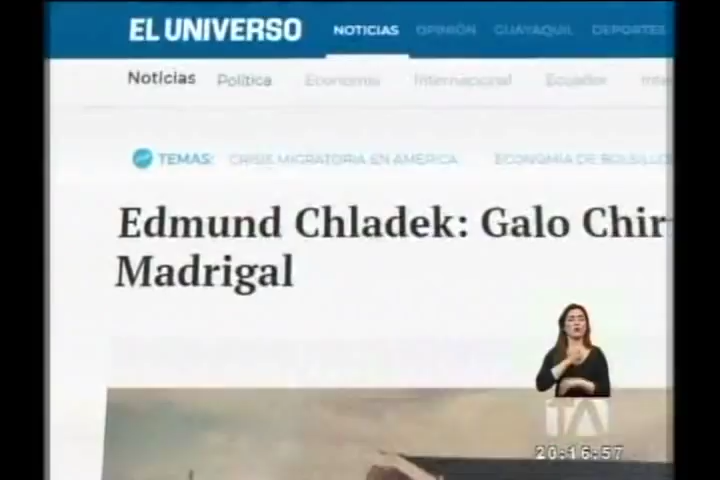 EL UNIVERSO
NOTICIAS OPINIÓN GUAYAQUIL DEPORTES
Noticias Política Economía Internacional Ecuador
TEMAS: CRISIS MIGRATORIA EN AMÉRICA ECONOMÍA DE BOLSILLO
Edmund Chladek: Galo Chir
Madrigal
TA
20:16:57